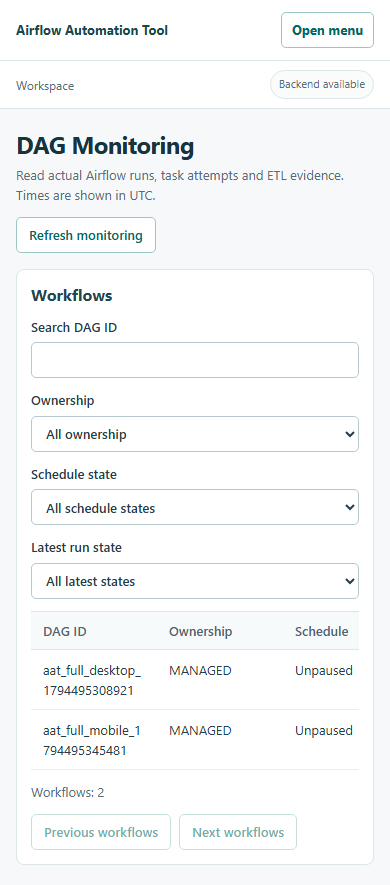 Airflow Automation Tool
Open menu
Workspace
Backend available
DAG Monitoring
Read actual Airflow runs, task attempts and ETL evidence.
Times are shown in UTC.
Refresh monitoring
Workflows
Search DAG ID
Ownership
All ownership
Schedule state
All schedule states
Latest run state
All latest states
DAG ID Ownership Schedule
aat_full_desktop_ MANAGED Unpaused
1794495308921
aat_full_mobile_1 MANAGED Unpaused
794495345481
Workflows: 2
Previous workflows Next workflows